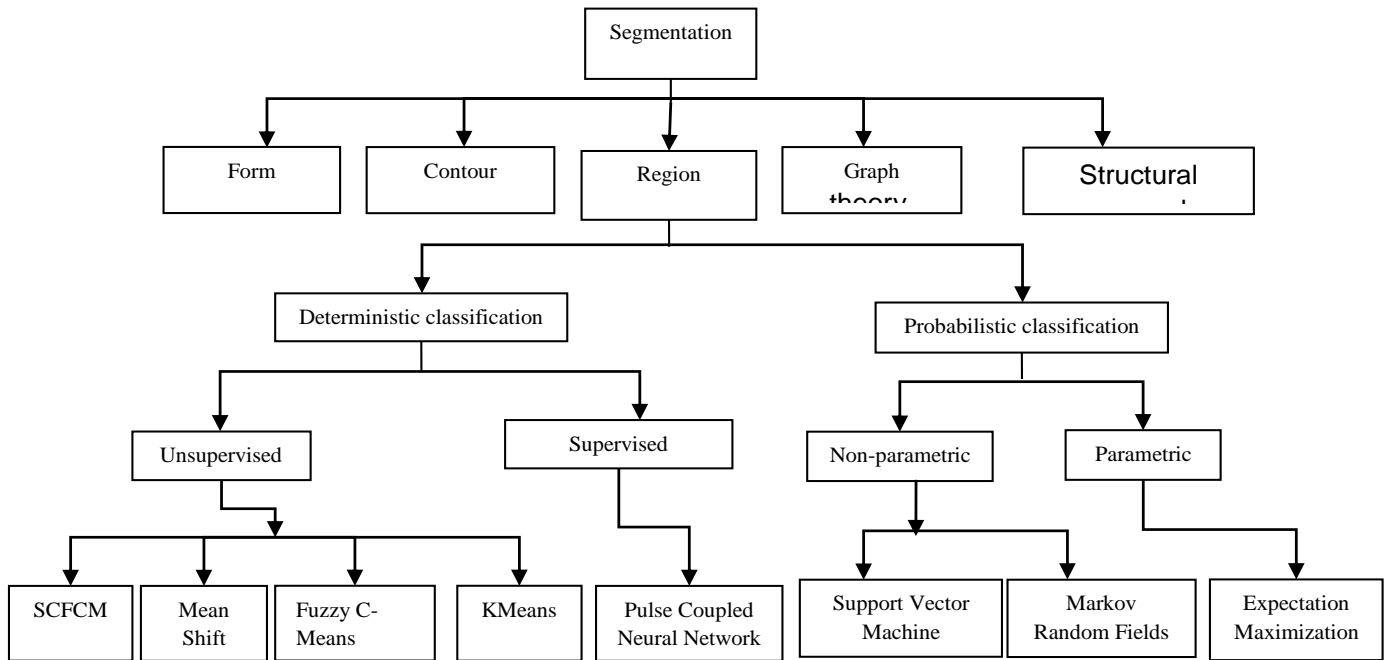 Segmentation
Form
Contour
Region
Graph
theory
Structural
Deterministic classification
Probabilistic classification
Unsupervised
Supervised
Non-parametric
Parametric
SCFCM
Mean
Shift
Fuzzy C-
Means
KMeans
Pulse Coupled
Neural Network
Support Vector
Machine
Markov
Random Fields
Expectation
Maximization